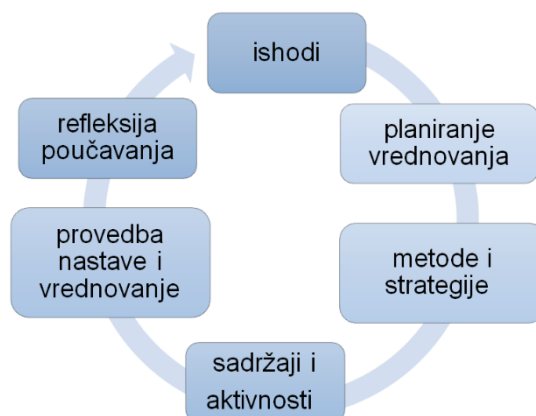 ishodi
planiranje
vrednovanja
metode i
strategije
sadržaji i
aktivnosti
provedba
nastave i
vrednovanje
refleksija
poučavanja